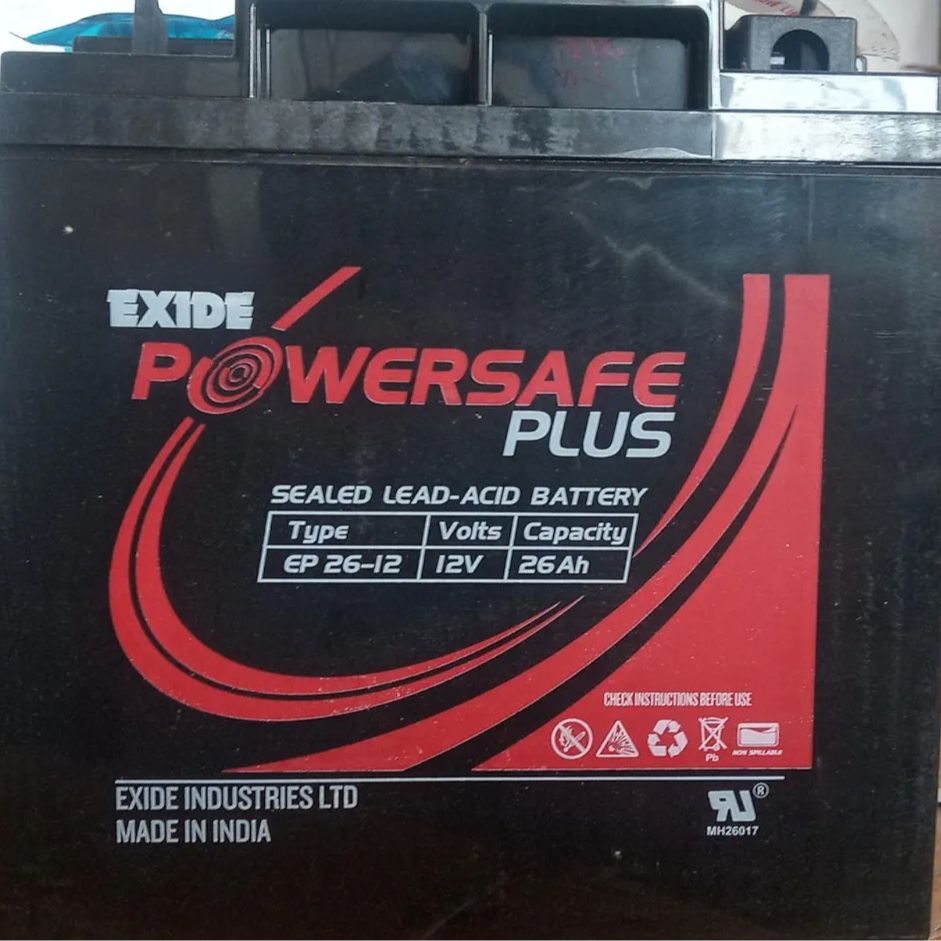 EXIDE
POWERSAFE
PLUS
SEALED LEAD-ACID BATTERY
Type Volts Capacity
EP 26-12 12V 26Ah
CHECK INSTRUCTIONS BEFORE USE
Pb NON SPILLABLE
EXIDE INDUSTRIES LTD
MADE IN INDIA
®
MH26017